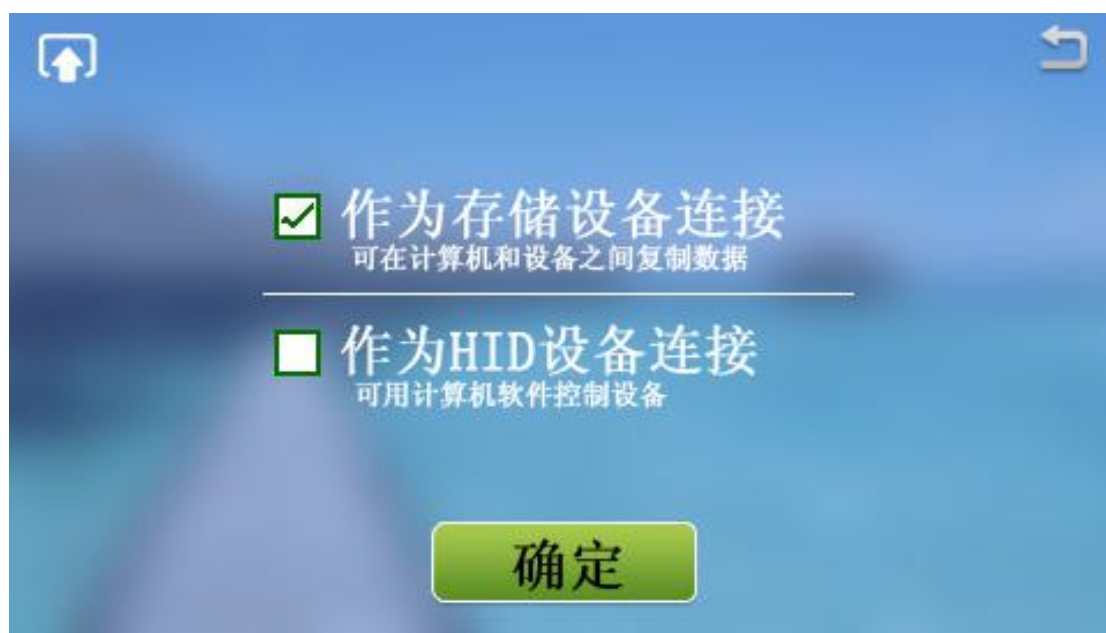 作为存储设备连接
可在计算机和设备之间复制数据
作为HID设备连接
可用计算机软件控制设备
确定